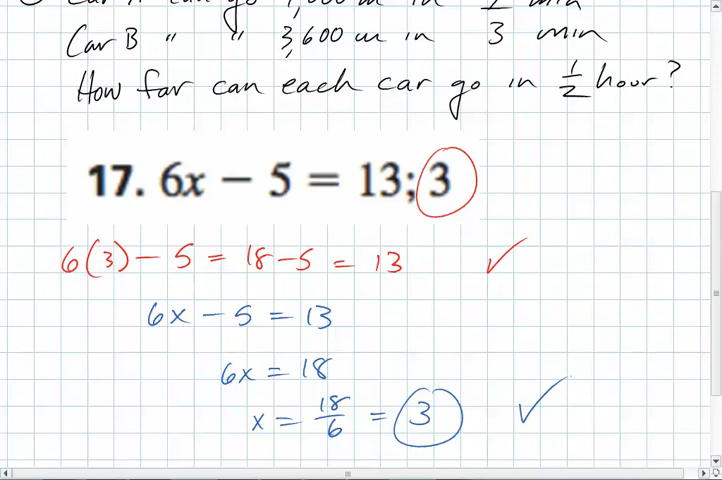 Car B " " 3,600 m in 3 min
How far can each car go in 1/2 hour?
17. 6x − 5 = 13; 3
6(3) − 5 = 18 − 5 = 13 ✓
6x − 5 = 13
6x = 18
x = 18/6 = 3 ✓